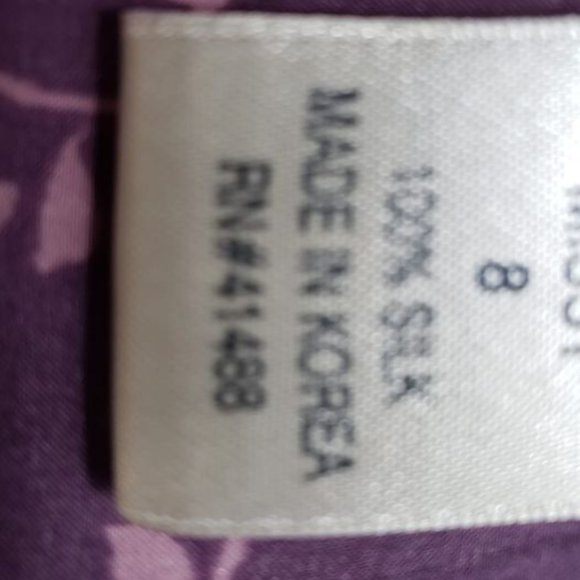 8
100% SILK
MADE IN KOREA
RN#41488